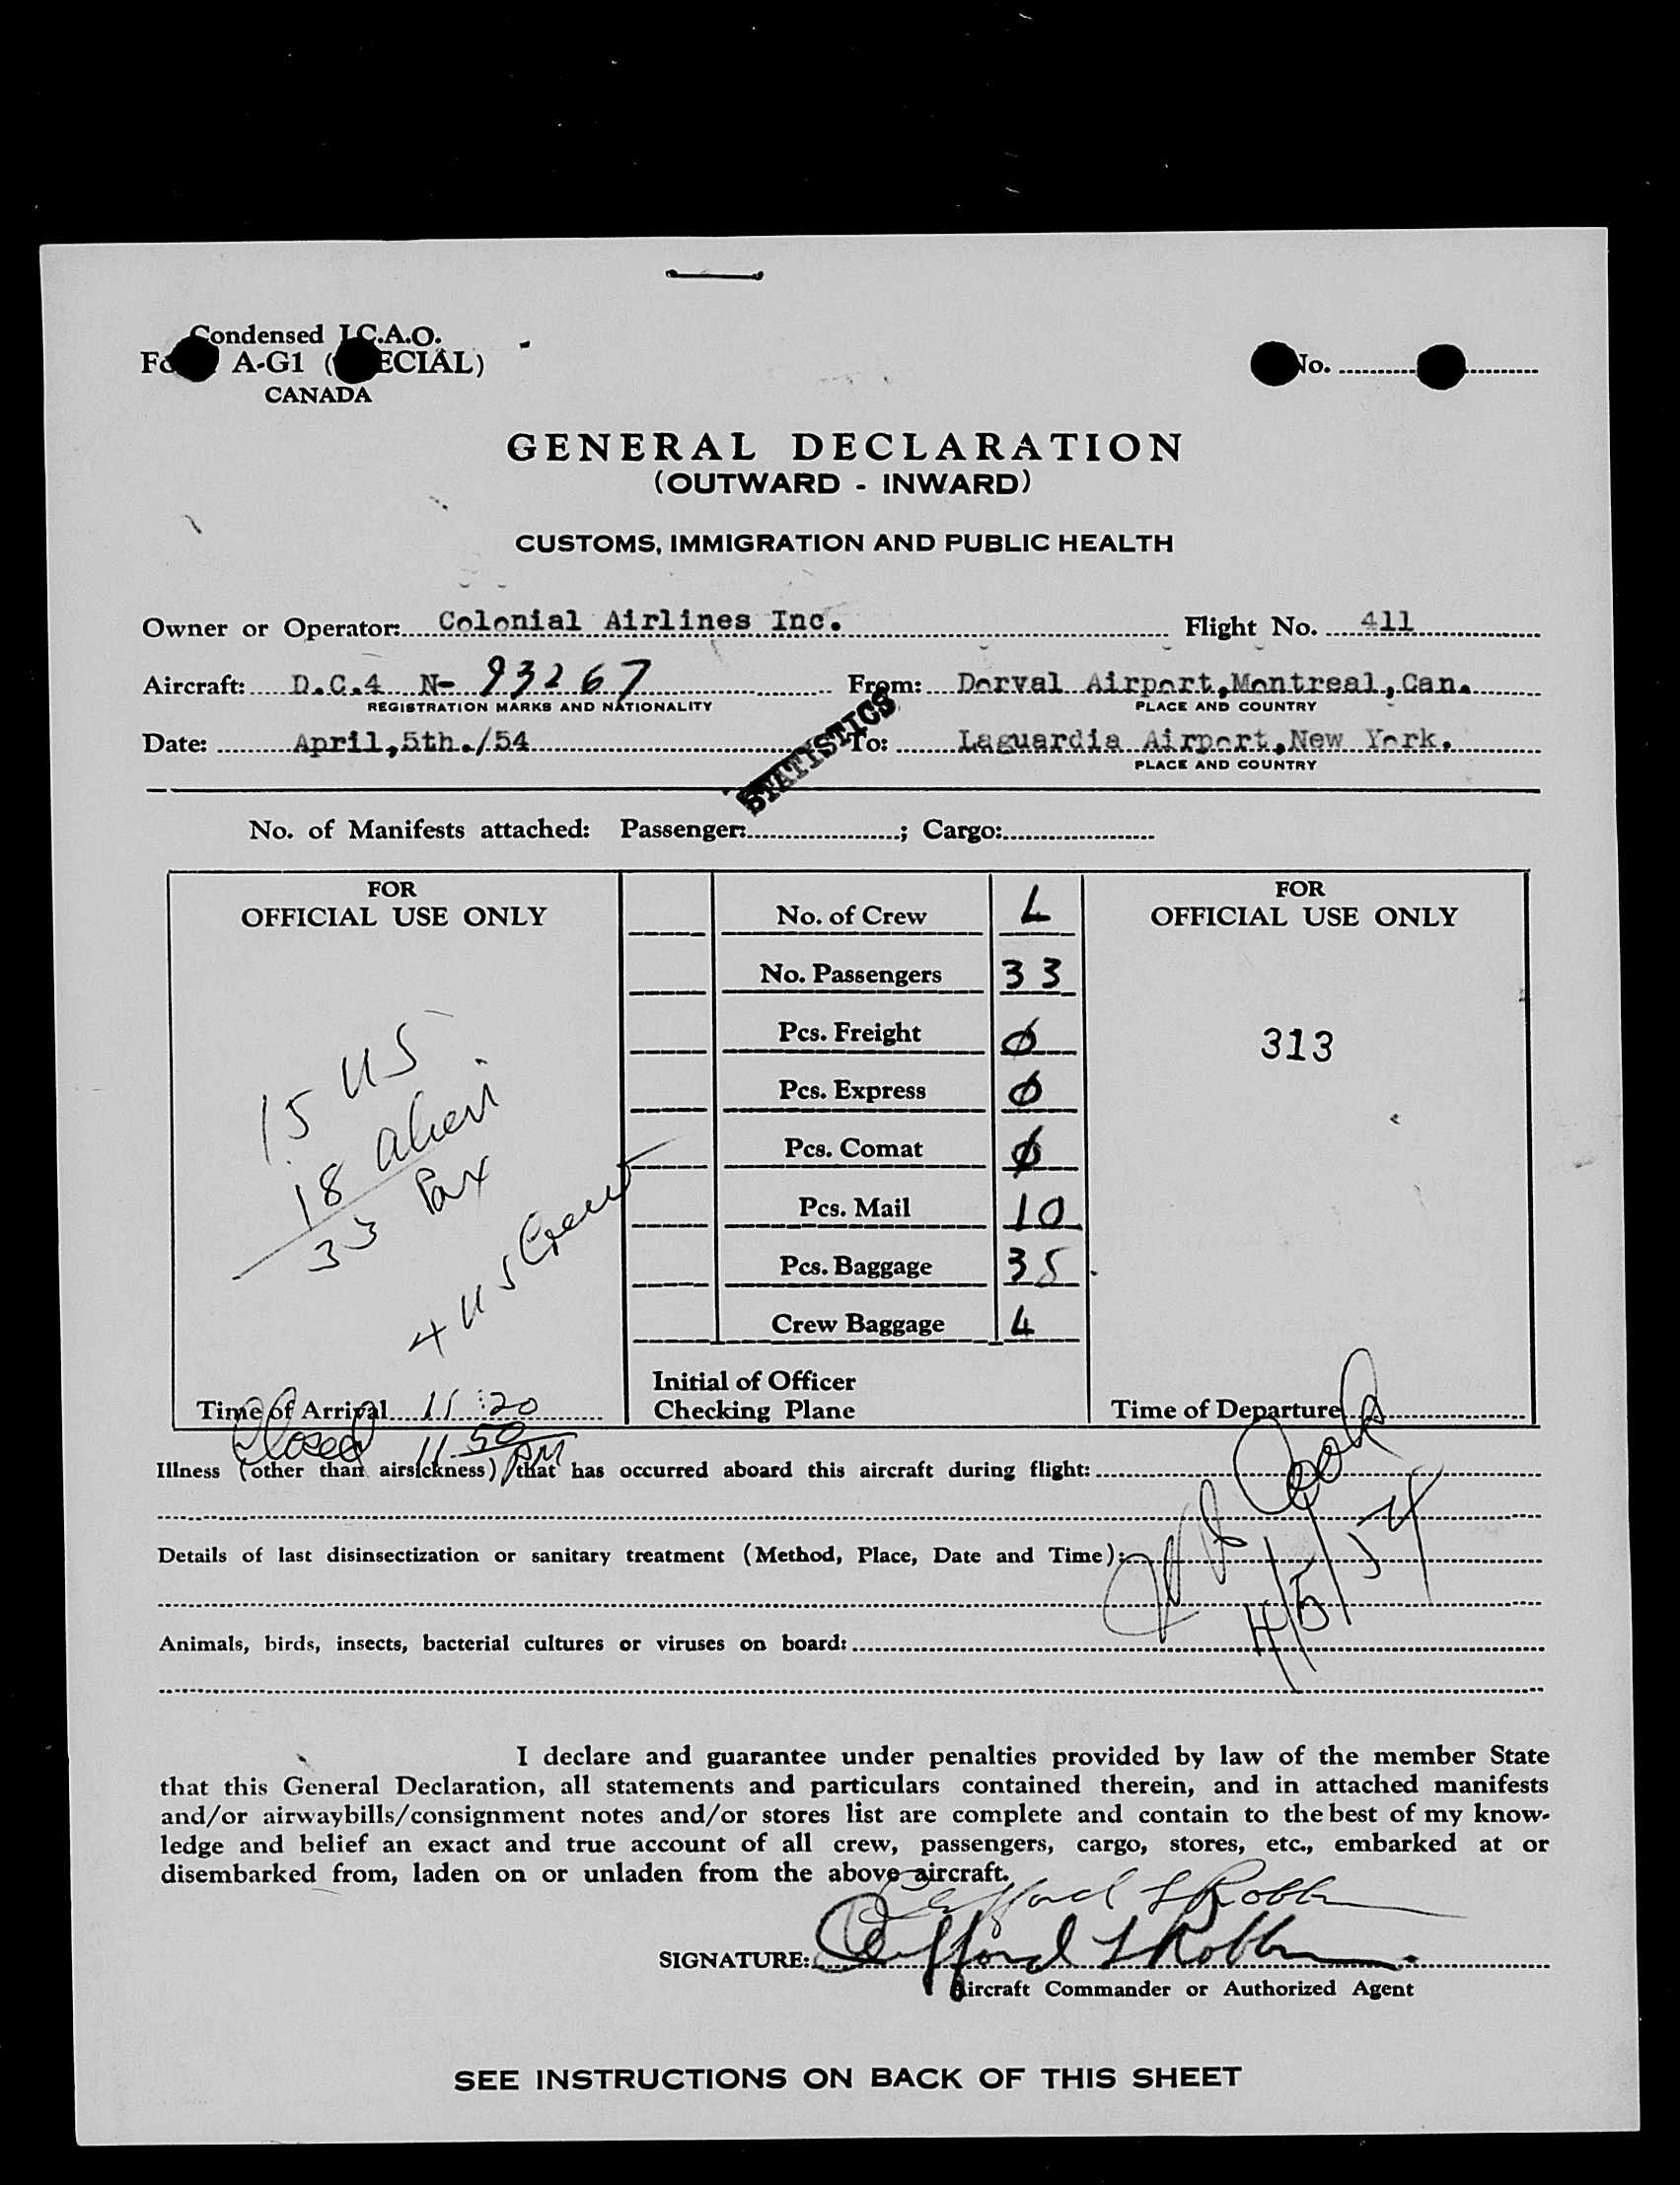 Condensed I.C.A.O.
A-G1 (
CANADA
No.
GENERAL DECLARATION
(OUTWARD - INWARD)
CUSTOMS, IMMIGRATION AND PUBLIC HEALTH
Owner or Operator: Colonial Airlines Inc. Flight No. 411
Aircraft: D.C.4 N- 93267 From: Dorval Airport,Montreal,Can.
REGISTRATION MARKS AND NATIONALITY PLACE AND COUNTRY
Date: April,5th./54 To: Laguardia Airport,New York.
PLACE AND COUNTRY
STATISTICS
No. of Manifests attached: Passenger: ; Cargo:
FOR
OFFICIAL USE ONLY
15 US
18 alien
33 Pax
4 US Crew
Time of Arrival 11:20
Closed 11 50 PM
No. of Crew 4
No. Passengers 33
Pcs. Freight 0
Pcs. Express 0
Pcs. Comat 0
Pcs. Mail 10
Pcs. Baggage 35
Crew Baggage 4
Initial of Officer
Checking Plane
FOR
OFFICIAL USE ONLY
313
Time of Departure
Illness (other than airsickness) that has occurred aboard this aircraft during flight:
Details of last disinsectization or sanitary treatment (Method, Place, Date and Time):
4/5/54
Animals, birds, insects, bacterial cultures or viruses on board:
I declare and guarantee under penalties provided by law of the member State
that this General Declaration, all statements and particulars contained therein, and in attached manifests
and/or airwaybills/consignment notes and/or stores list are complete and contain to the best of my know-
ledge and belief an exact and true account of all crew, passengers, cargo, stores, etc., embarked at or
disembarked from, laden on or unladen from the above aircraft.
Clifford L Robbin
SIGNATURE: Clifford L Robbin
Aircraft Commander or Authorized Agent
SEE INSTRUCTIONS ON BACK OF THIS SHEET